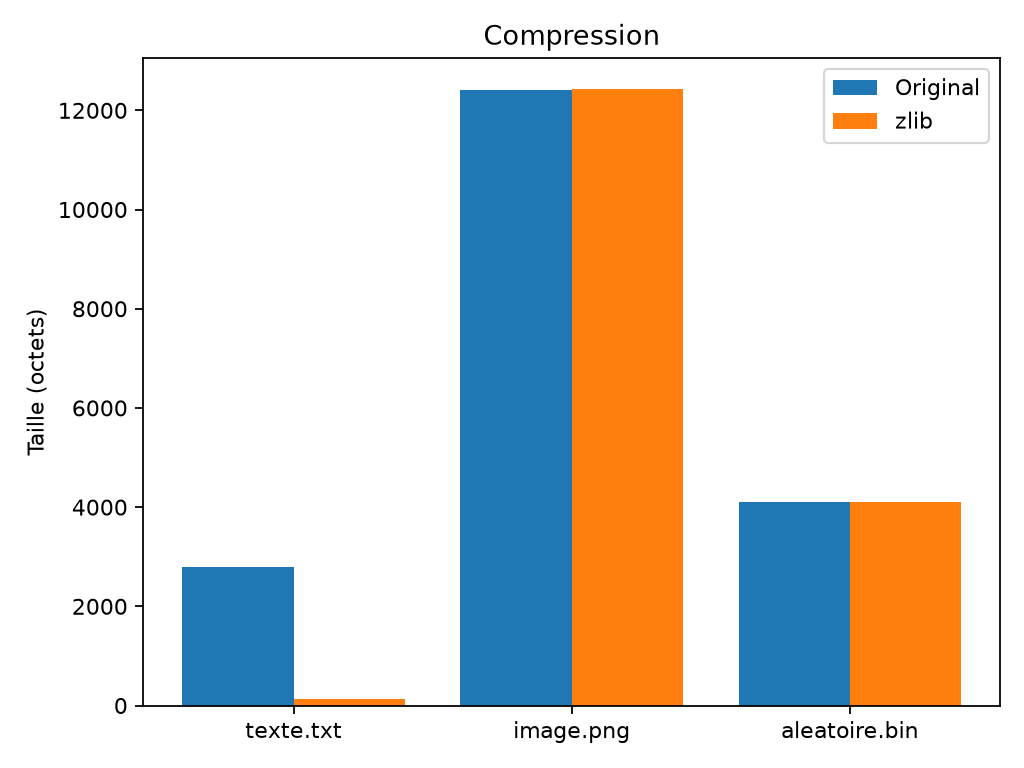 Compression
Original
zlib
Taille (octets)
12000
10000
8000
6000
4000
2000
0
texte.txt
image.png
aleatoire.bin